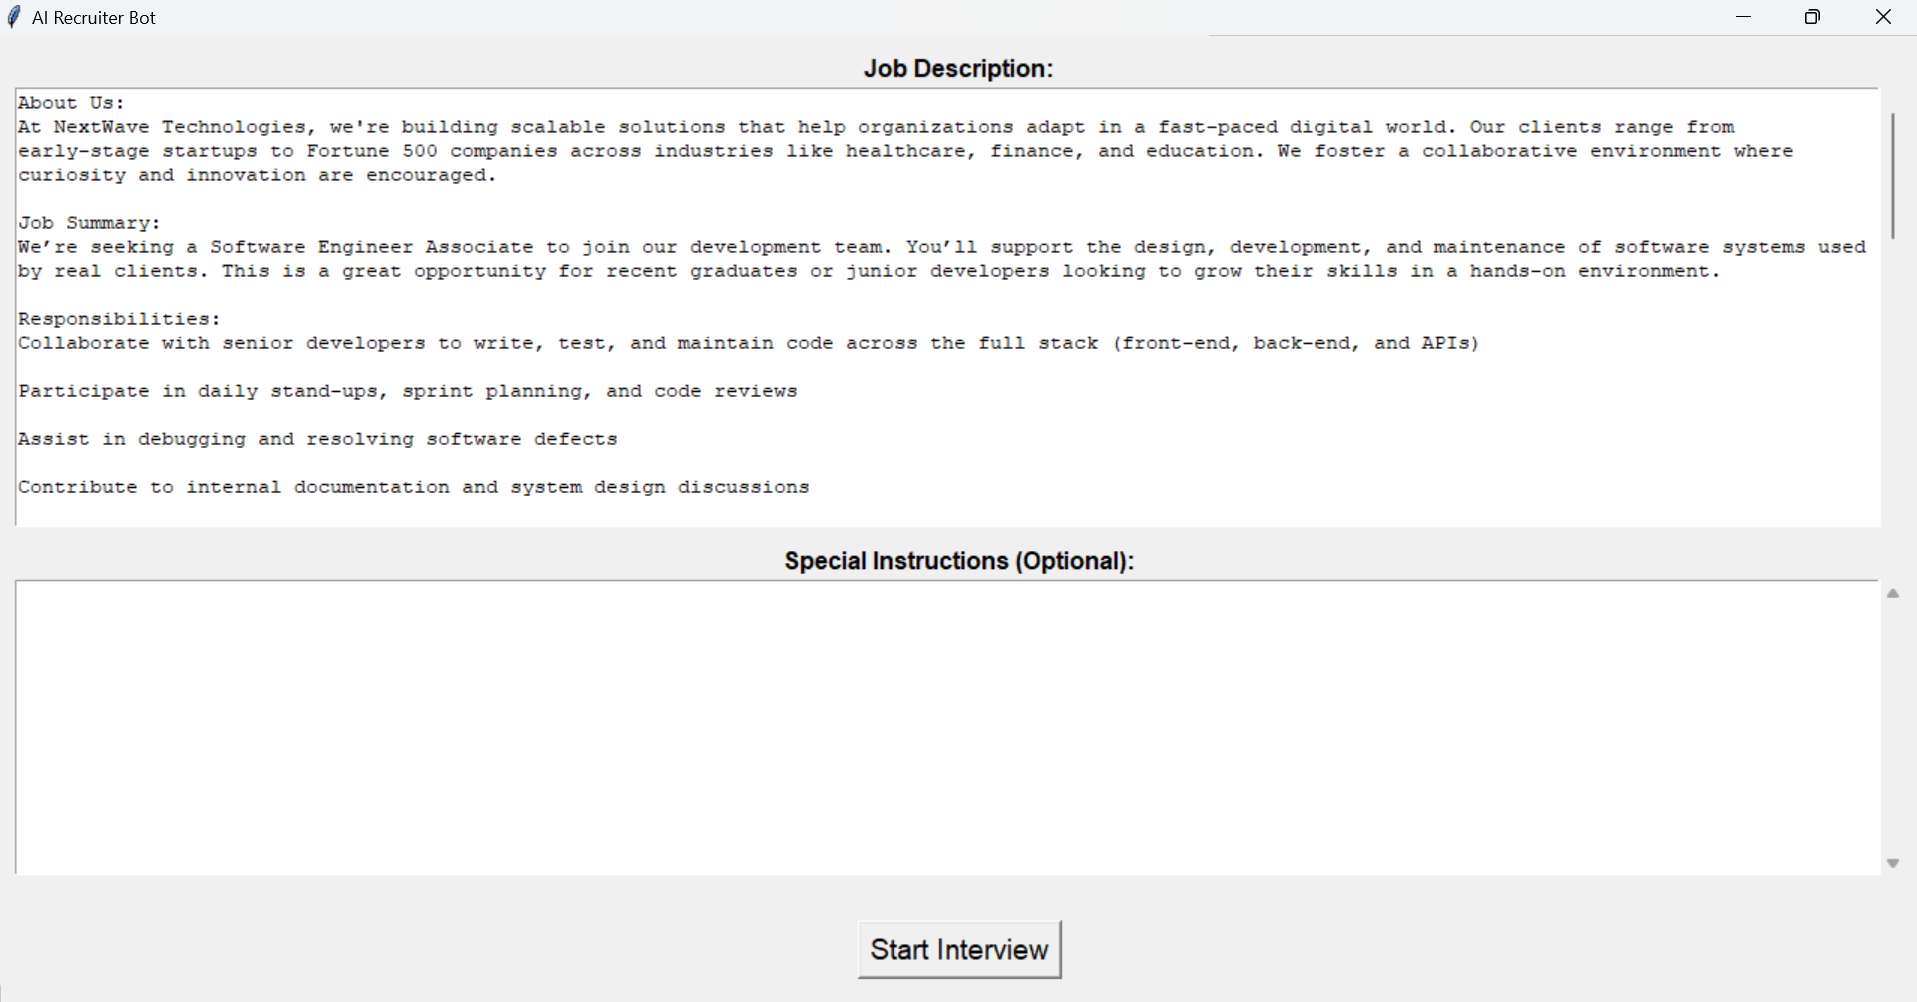 AI Recruiter Bot
Job Description:
About Us:
At NextWave Technologies, we're building scalable solutions that help organizations adapt in a fast-paced digital world. Our clients range from
early-stage startups to Fortune 500 companies across industries like healthcare, finance, and education. We foster a collaborative environment where
curiosity and innovation are encouraged.
Job Summary:
We’re seeking a Software Engineer Associate to join our development team. You’ll support the design, development, and maintenance of software systems used
by real clients. This is a great opportunity for recent graduates or junior developers looking to grow their skills in a hands-on environment.
Responsibilities:
Collaborate with senior developers to write, test, and maintain code across the full stack (front-end, back-end, and APIs)
Participate in daily stand-ups, sprint planning, and code reviews
Assist in debugging and resolving software defects
Contribute to internal documentation and system design discussions
Special Instructions (Optional):
Start Interview